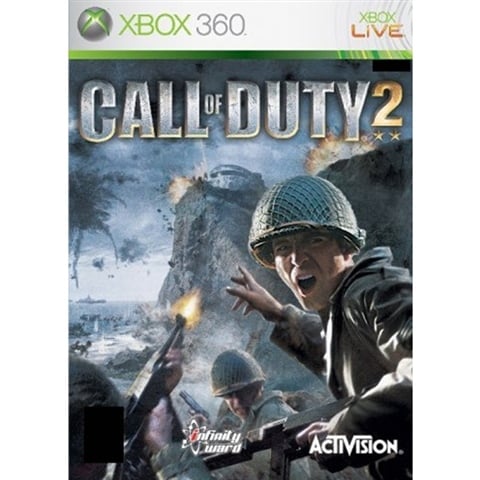 XBOX 360.
XBOX
LIVE
CALL OF DUTY 2
infinity
ward
ACTIVISION.